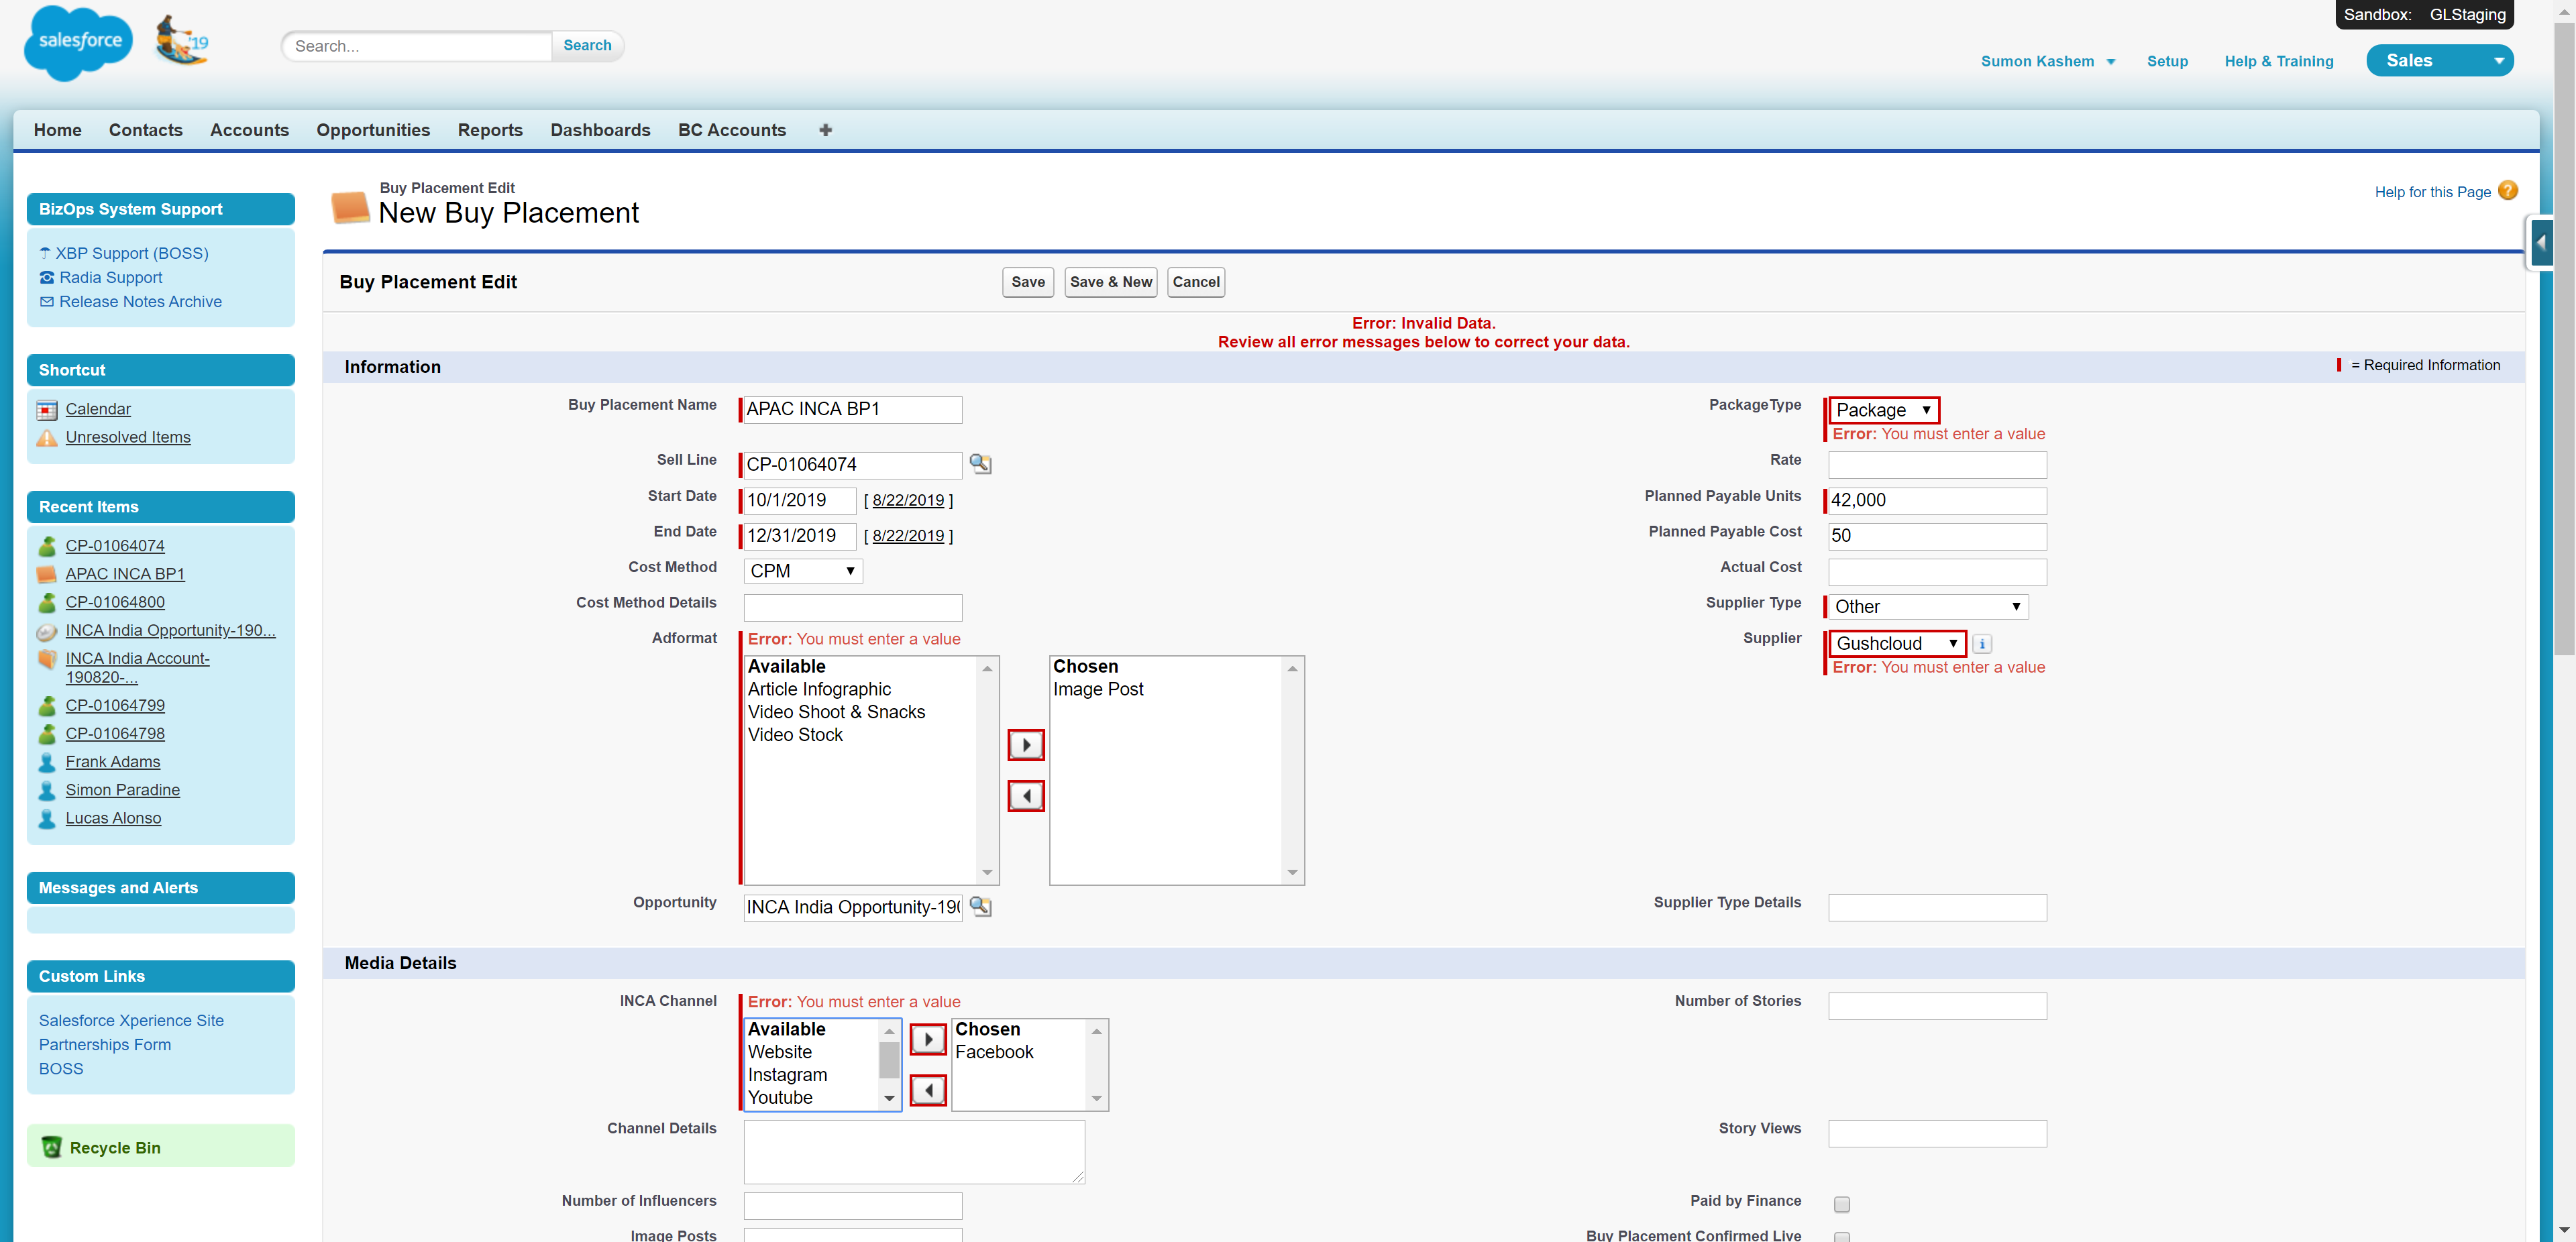 Sandbox: GLStaging
salesforce
'19
Search...
Search
Sumon Kashem
Setup
Help & Training
Sales
Home
Contacts
Accounts
Opportunities
Reports
Dashboards
BC Accounts
BizOps System Support
XBP Support (BOSS)
Radia Support
Release Notes Archive
Shortcut
Calendar
Unresolved Items
Recent Items
CP-01064074
APAC INCA BP1
CP-01064800
INCA India Opportunity-190...
INCA India Account-
190820-...
CP-01064799
CP-01064798
Frank Adams
Simon Paradine
Lucas Alonso
Messages and Alerts
Custom Links
Salesforce Xperience Site
Partnerships Form
BOSS
Recycle Bin
Buy Placement Edit
New Buy Placement
Help for this Page
Buy Placement Edit
Save
Save & New
Cancel
Error: Invalid Data.
Review all error messages below to correct your data.
Information
= Required Information
Buy Placement Name
APAC INCA BP1
PackageType
Package
Error: You must enter a value
Sell Line
CP-01064074
Rate
Start Date
10/1/2019
[ 8/22/2019 ]
Planned Payable Units
42,000
End Date
12/31/2019
[ 8/22/2019 ]
Planned Payable Cost
50
Cost Method
CPM
Actual Cost
Cost Method Details
Supplier Type
Other
Adformat
Error: You must enter a value
Available
Article Infographic
Video Shoot & Snacks
Video Stock
Chosen
Image Post
Supplier
Gushcloud
Error: You must enter a value
Opportunity
INCA India Opportunity-190
Supplier Type Details
Media Details
INCA Channel
Error: You must enter a value
Available
Website
Instagram
Youtube
Chosen
Facebook
Number of Stories
Channel Details
Story Views
Number of Influencers
Paid by Finance
Image Posts
Buy Placement Confirmed Live